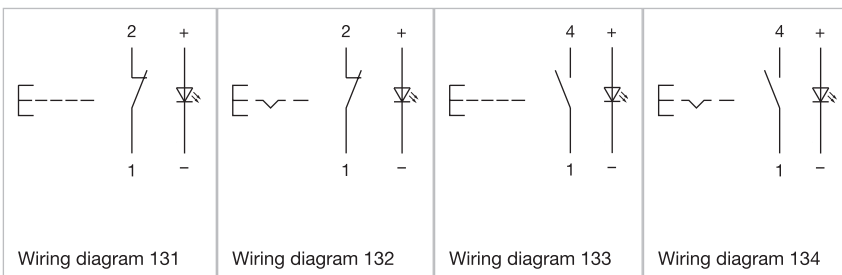 2 + 2 + 4 + 4 +
1 – 1 – 1 – 1 –
Wiring diagram 131 Wiring diagram 132 Wiring diagram 133 Wiring diagram 134